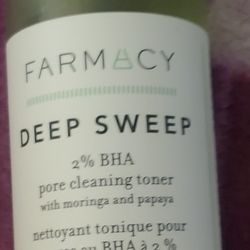 FARMACY
DEEP SWEEP
2% BHA
pore cleaning toner
with moringa and papaya
nettoyant tonique pour
au BHA à 2 %